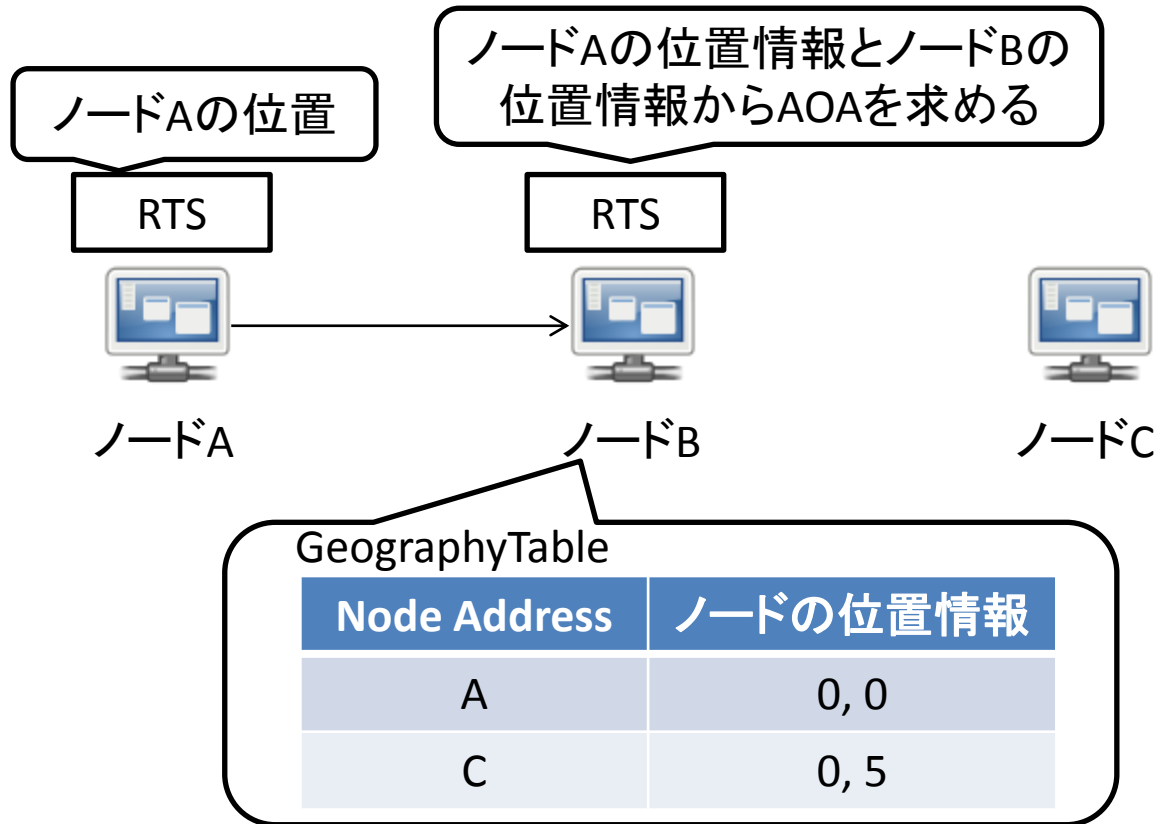 ノードAの位置
ノードAの位置情報とノードBの
位置情報からAOAを求める
RTS
RTS
ノードA
ノードB
ノードC
GeographyTable
Node Address ノードの位置情報
A 0, 0
C 0, 5